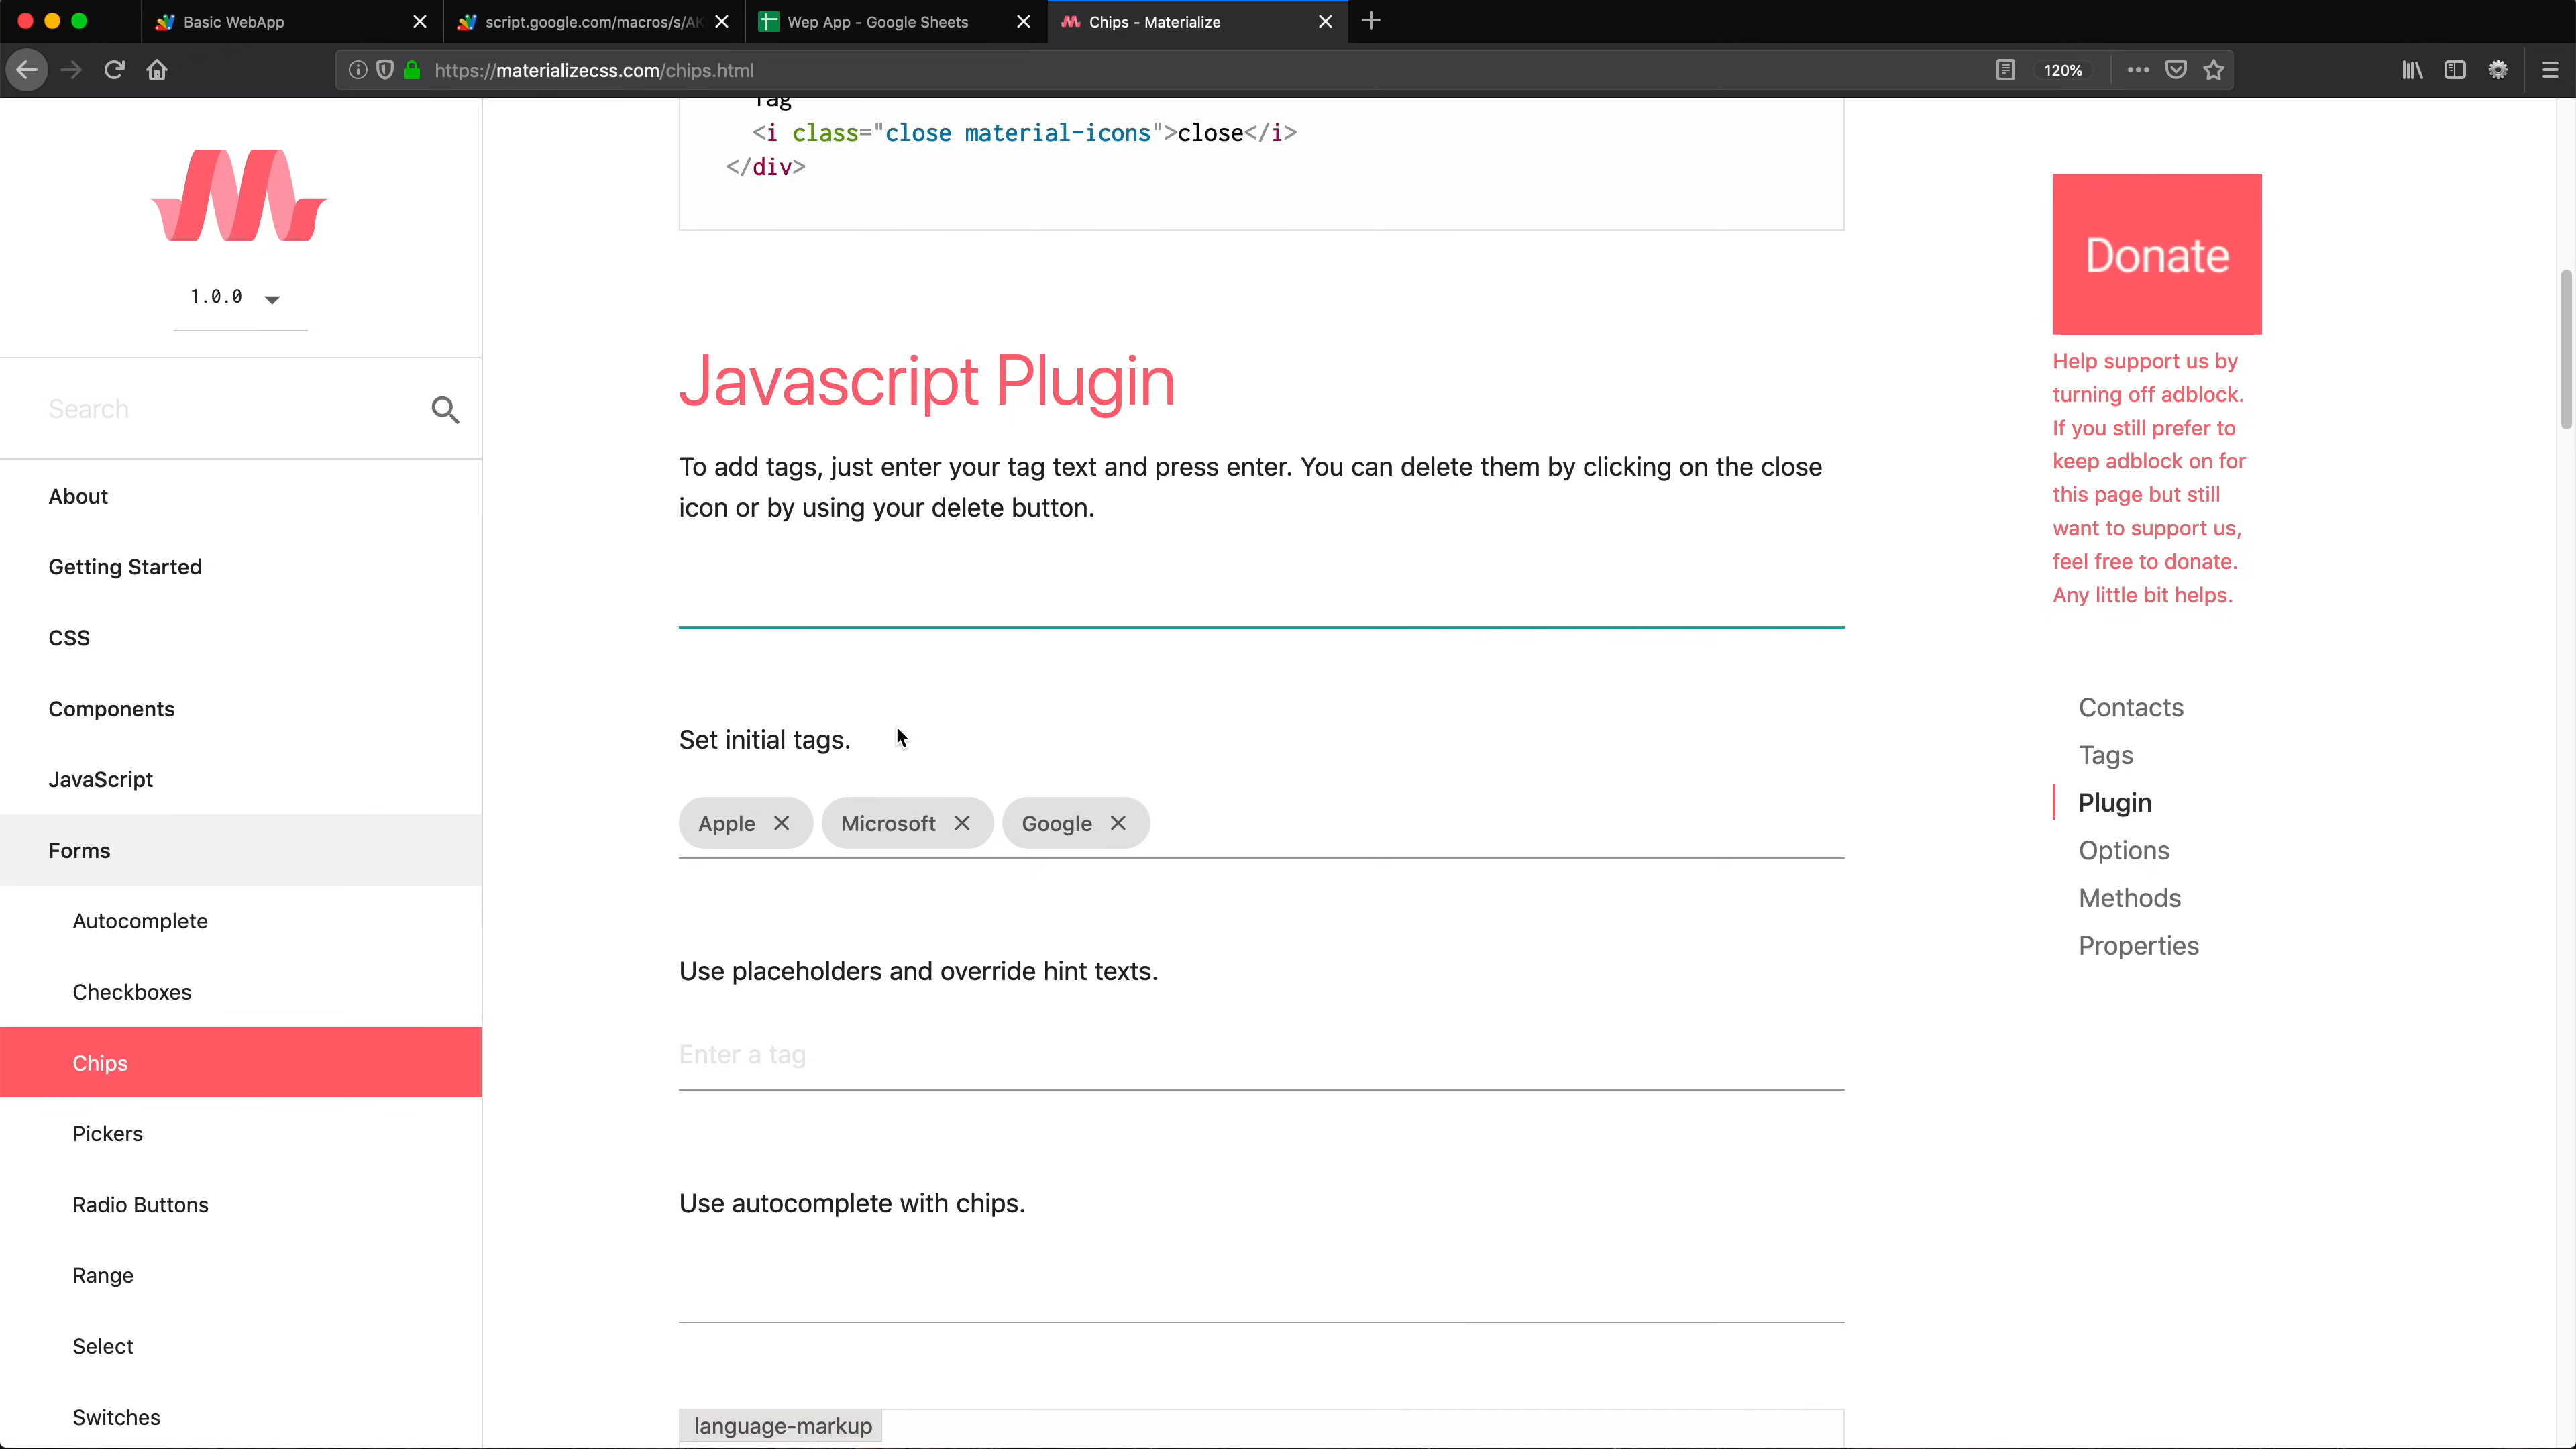 Basic WebApp
script.google.com/macros/s/AK
Wep App - Google Sheets
Chips - Materialize
https://materializecss.com/chips.html
120%
1.0.0
Search
About
Getting Started
CSS
Components
JavaScript
Forms
Autocomplete
Checkboxes
Chips
Pickers
Radio Buttons
Range
Select
Switches
Tag
<i class="close material-icons">close</i>
</div>
Javascript Plugin
To add tags, just enter your tag text and press enter. You can delete them by clicking on the close
icon or by using your delete button.
Set initial tags.
Apple
Microsoft
Google
Use placeholders and override hint texts.
Enter a tag
Use autocomplete with chips.
language-markup
Donate
Help support us by
turning off adblock.
If you still prefer to
keep adblock on for
this page but still
want to support us,
feel free to donate.
Any little bit helps.
Contacts
Tags
Plugin
Options
Methods
Properties